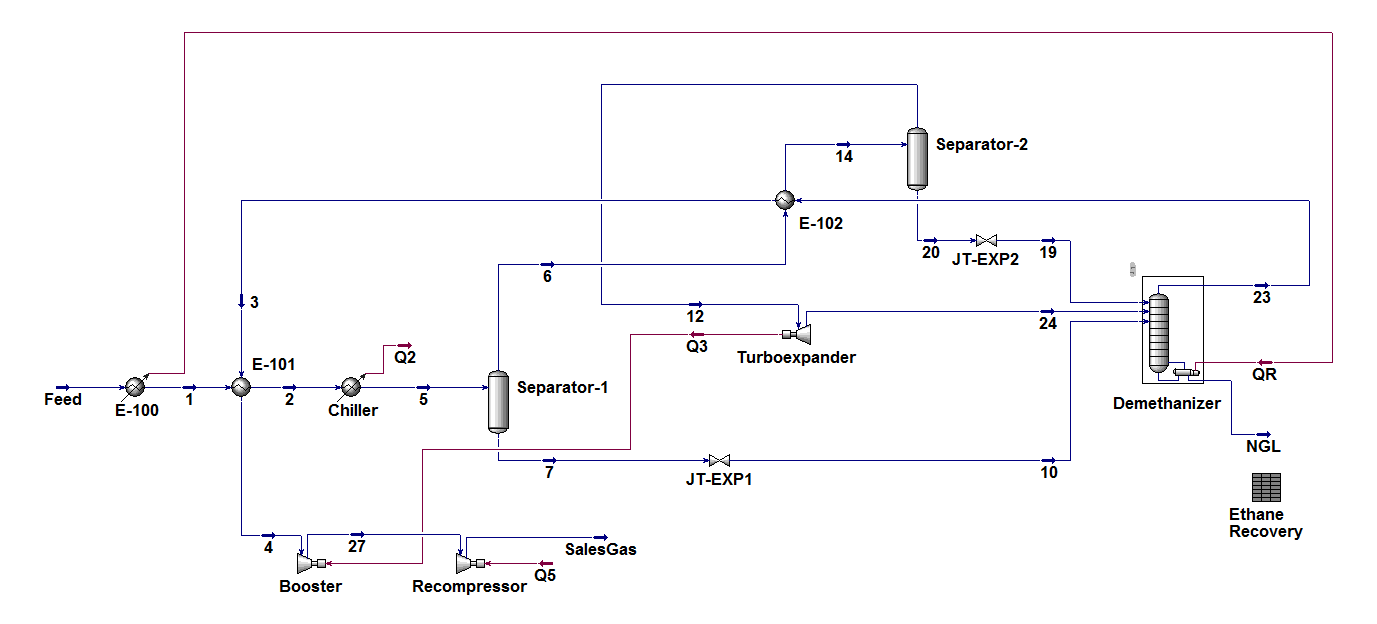 Separator-2
14
E-102
20
JT-EXP2
19
23
6
3
12
24
Q3
Turboexpander
E-101
Q2
QR
Feed
E-100
1
2
Chiller
5
Separator-1
Demethanizer
NGL
7
JT-EXP1
10
Ethane
Recovery
4
27
SalesGas
Booster
Recompressor
Q5